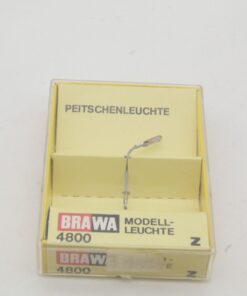 PEITSCHENLEUCHTE
BRAWA MODELL-
4800 LEUCHTE Z
BRAWA
4800 Z